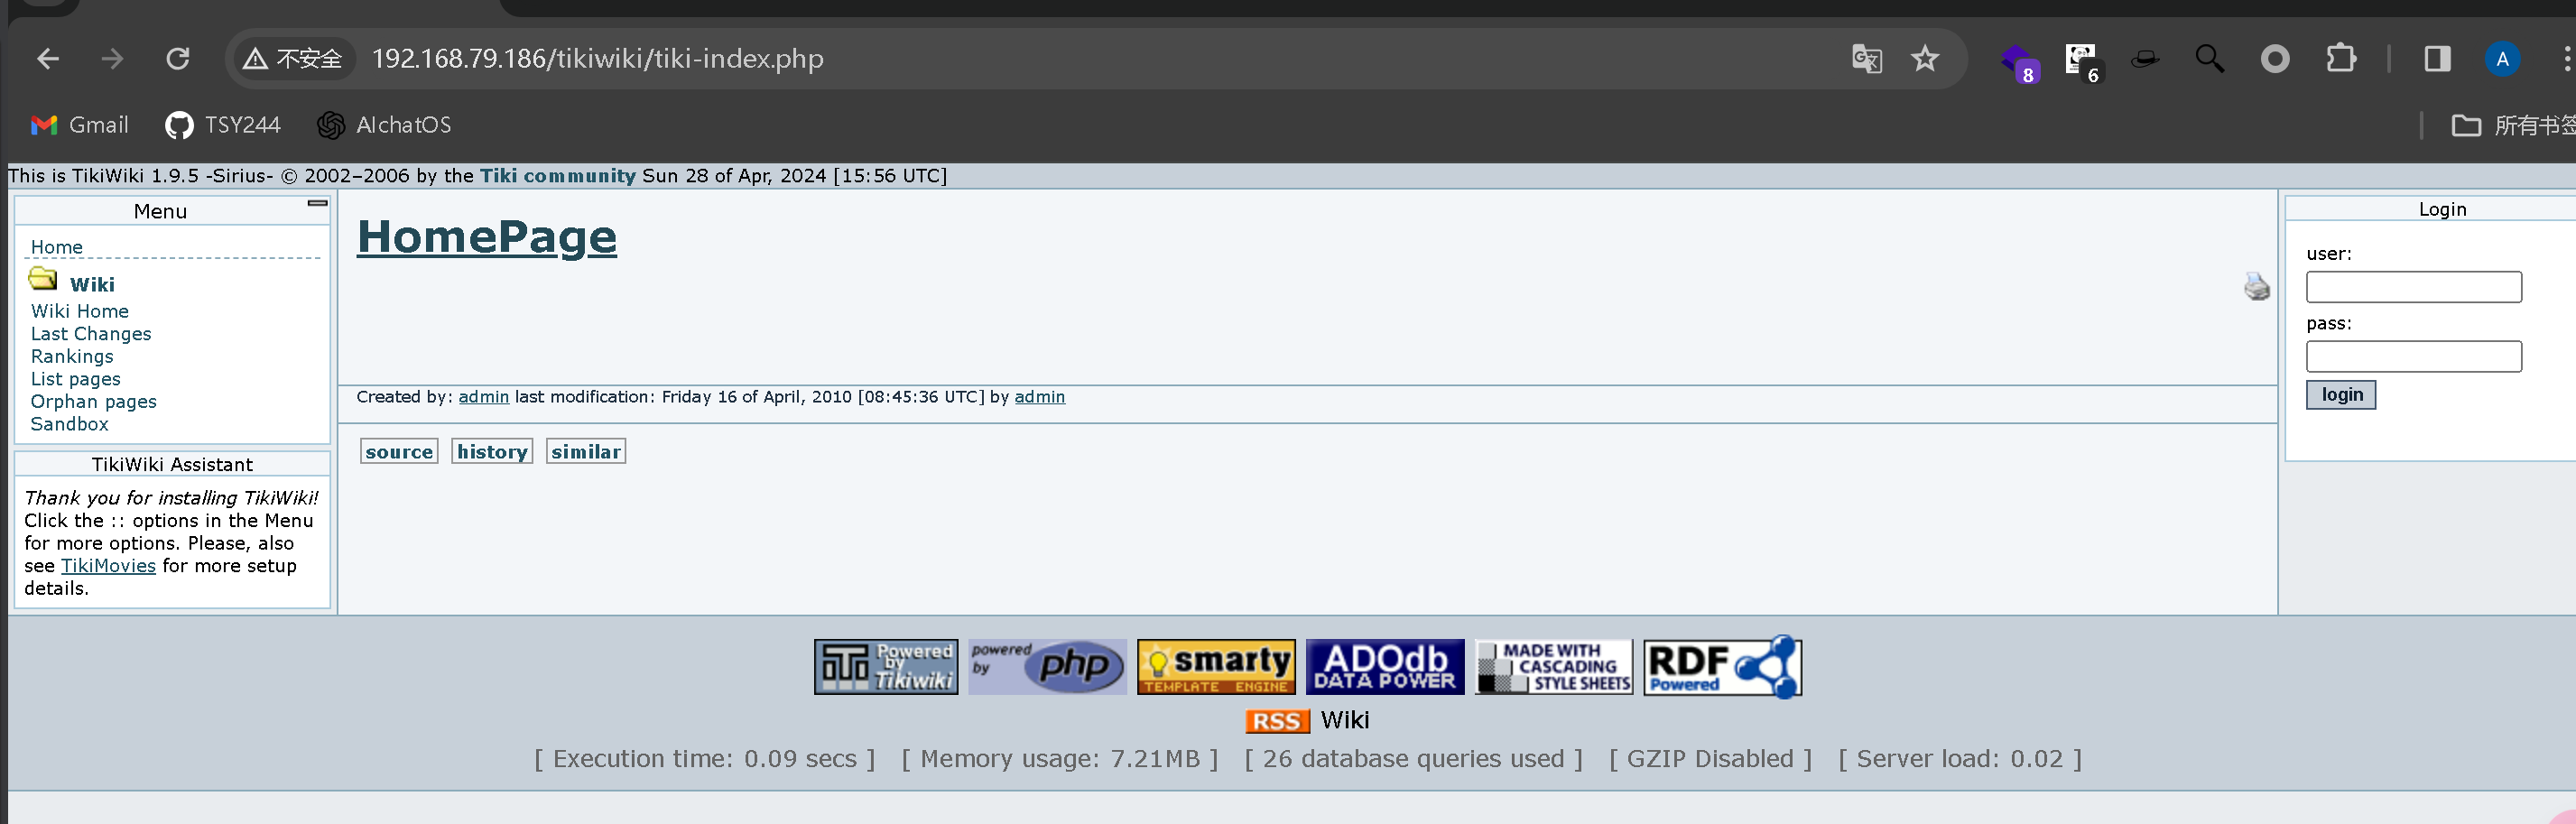 不安全 192.168.79.186/tikiwiki/tiki-index.php
8
6
A
Gmail TSY244 AIchatOS
所有书签
This is TikiWiki 1.9.5 -Sirius- © 2002–2006 by the Tiki community Sun 28 of Apr, 2024 [15:56 UTC]
Menu
Home
Wiki
Wiki Home
Last Changes
Rankings
List pages
Orphan pages
Sandbox
TikiWiki Assistant
Thank you for installing TikiWiki!
Click the :: options in the Menu
for more options. Please, also
see TikiMovies for more setup
details.
HomePage
Created by: admin last modification: Friday 16 of April, 2010 [08:45:36 UTC] by admin
source history similar
Login
user:
pass:
login
Powered by Tikiwiki
powered by php
smarty TEMPLATE ENGINE
ADOdb DATA POWER
MADE WITH CASCADING STYLE SHEETS
RDF Powered
RSS Wiki
[ Execution time: 0.09 secs ] [ Memory usage: 7.21MB ] [ 26 database queries used ] [ GZIP Disabled ] [ Server load: 0.02 ]